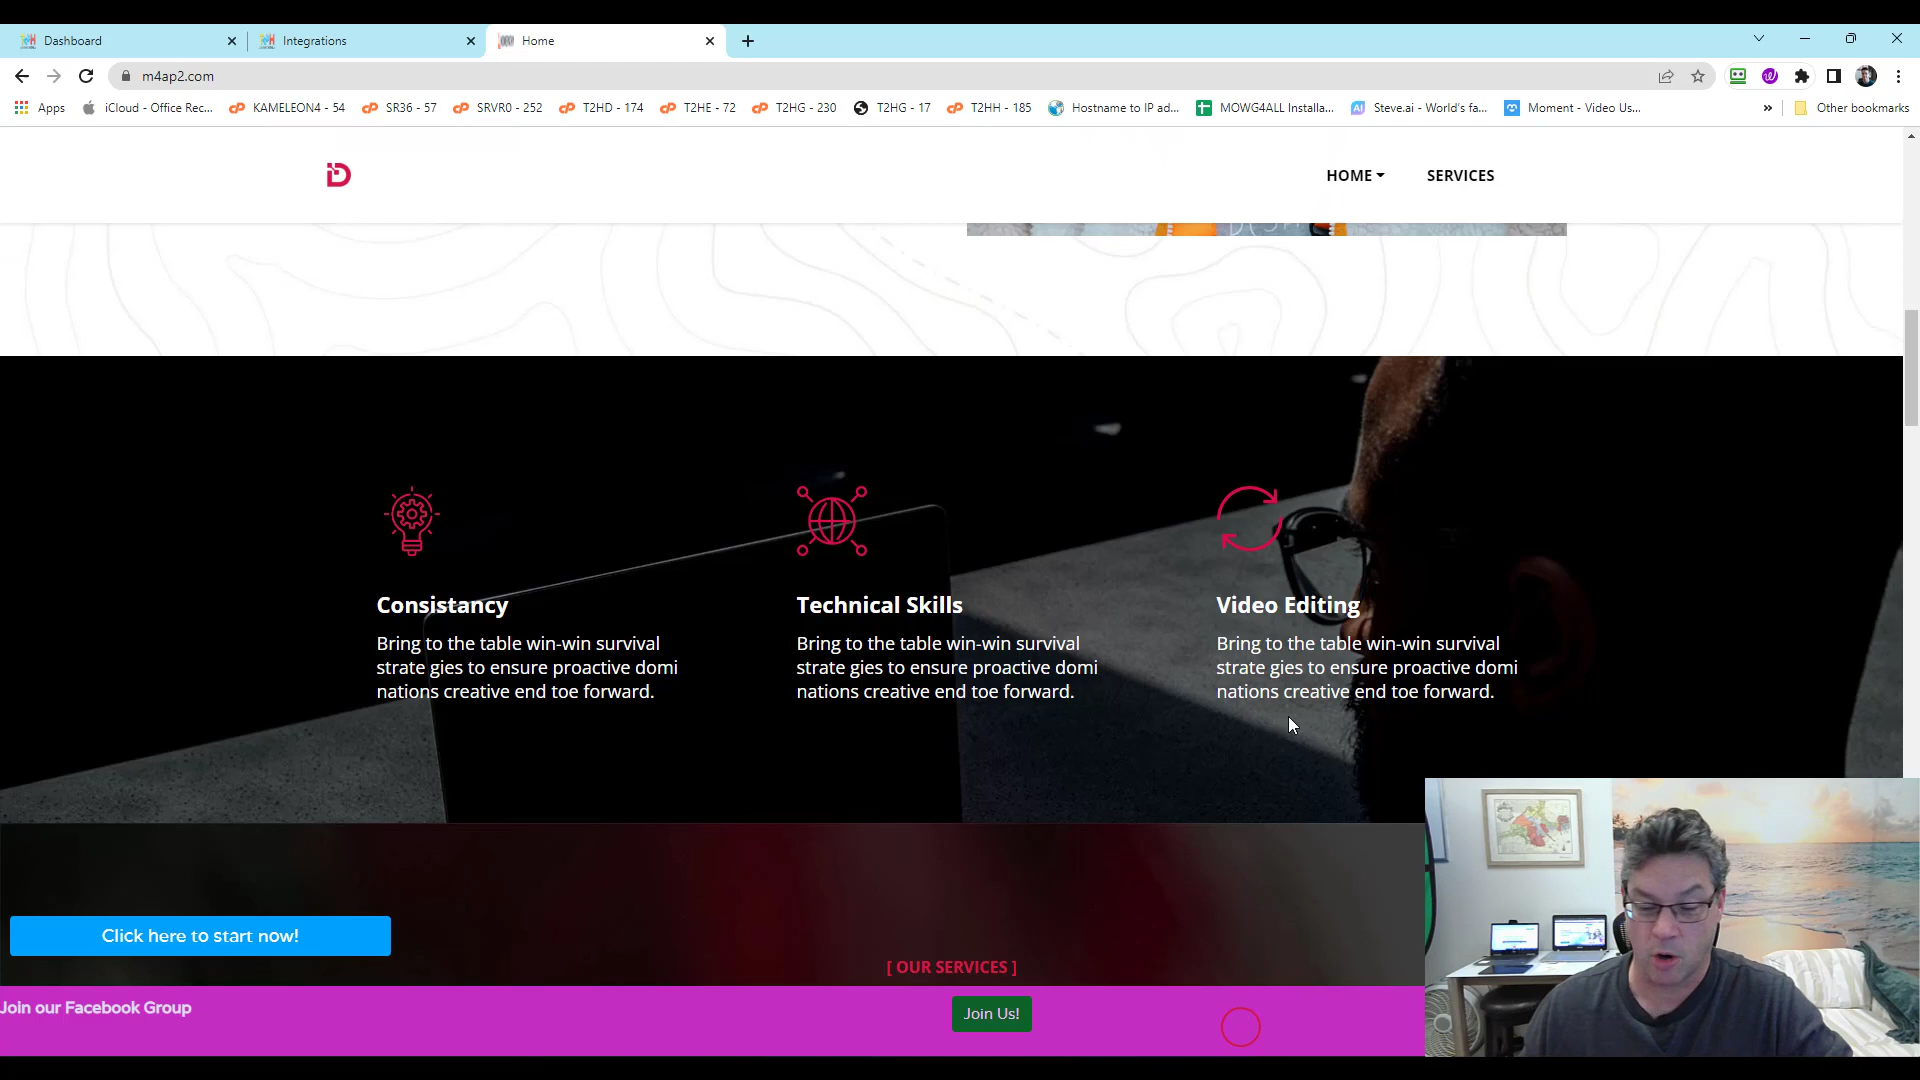 Dashboard
Integrations
Home
m4ap2.com
Apps
iCloud - Office Rec...
KAMELEON4 - 54
SR36 - 57
SRVR0 - 252
T2HD - 174
T2HE - 72
T2HG - 230
T2HG - 17
T2HH - 185
Hostname to IP ad...
MOWG4ALL Installa...
Steve.ai - World's fa...
Moment - Video Us...
»
Other bookmarks
HOME
SERVICES
Consistancy
Bring to the table win-win survival
strate gies to ensure proactive domi
nations creative end toe forward.
Technical Skills
Bring to the table win-win survival
strate gies to ensure proactive domi
nations creative end toe forward.
Video Editing
Bring to the table win-win survival
strate gies to ensure proactive domi
nations creative end toe forward.
Click here to start now!
[ OUR SERVICES ]
Join our Facebook Group
Join Us!